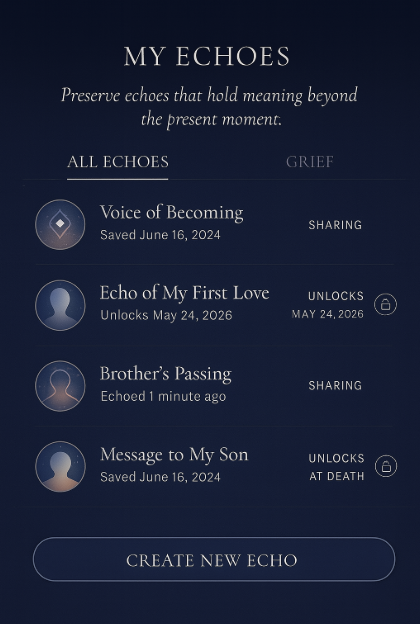 MY ECHOES
Preserve echoes that hold meaning beyond
the present moment.
ALL ECHOES
GRIEF
Voice of Becoming
Saved June 16, 2024
SHARING
Echo of My First Love
Unlocks May 24, 2026
UNLOCKS
MAY 24, 2026
Brother's Passing
Echoed 1 minute ago
SHARING
Message to My Son
Saved June 16, 2024
UNLOCKS
AT DEATH
CREATE NEW ECHO